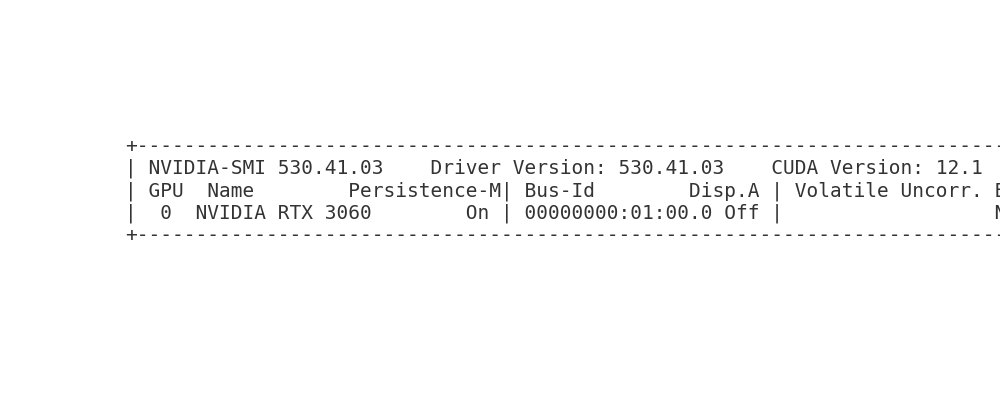 +--------------------------------------------------------------------------
| NVIDIA-SMI 530.41.03    Driver Version: 530.41.03    CUDA Version: 12.1
| GPU  Name        Persistence-M| Bus-Id        Disp.A | Volatile Uncorr.
|  0  NVIDIA RTX 3060        On | 00000000:01:00.0 Off |
+--------------------------------------------------------------------------